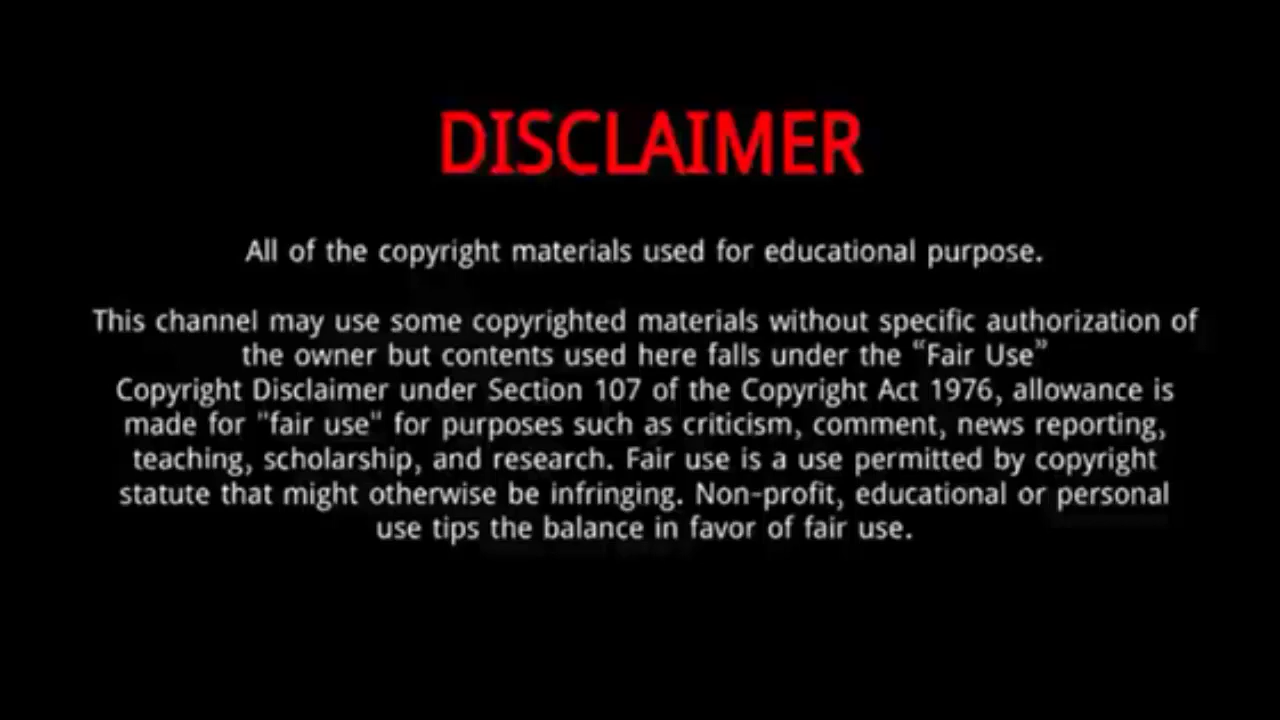 DISCLAIMER
All of the copyright materials used for educational purpose.
This channel may use some copyrighted materials without specific authorization of
the owner but contents used here falls under the “Fair Use”
Copyright Disclaimer under Section 107 of the Copyright Act 1976, allowance is
made for "fair use" for purposes such as criticism, comment, news reporting,
teaching, scholarship, and research. Fair use is a use permitted by copyright
statute that might otherwise be infringing. Non-profit, educational or personal
use tips the balance in favor of fair use.